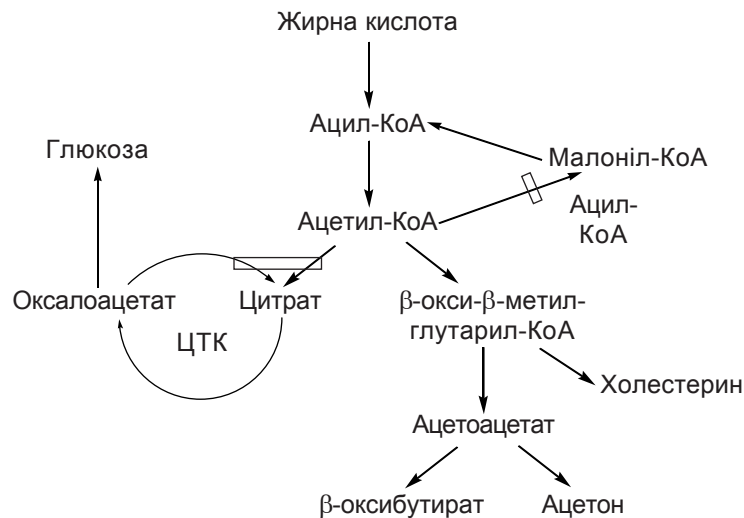 Жирна кислота
Ацил-КоА
Глюкоза
Малоніл-КоА
Ацил-
КоА
Ацетил-КоА
Оксалоацетат
Цитрат
ЦТК
β-окси-β-метил-
глутарил-КоА
Холестерин
Ацетоацетат
β-оксибутират
Ацетон